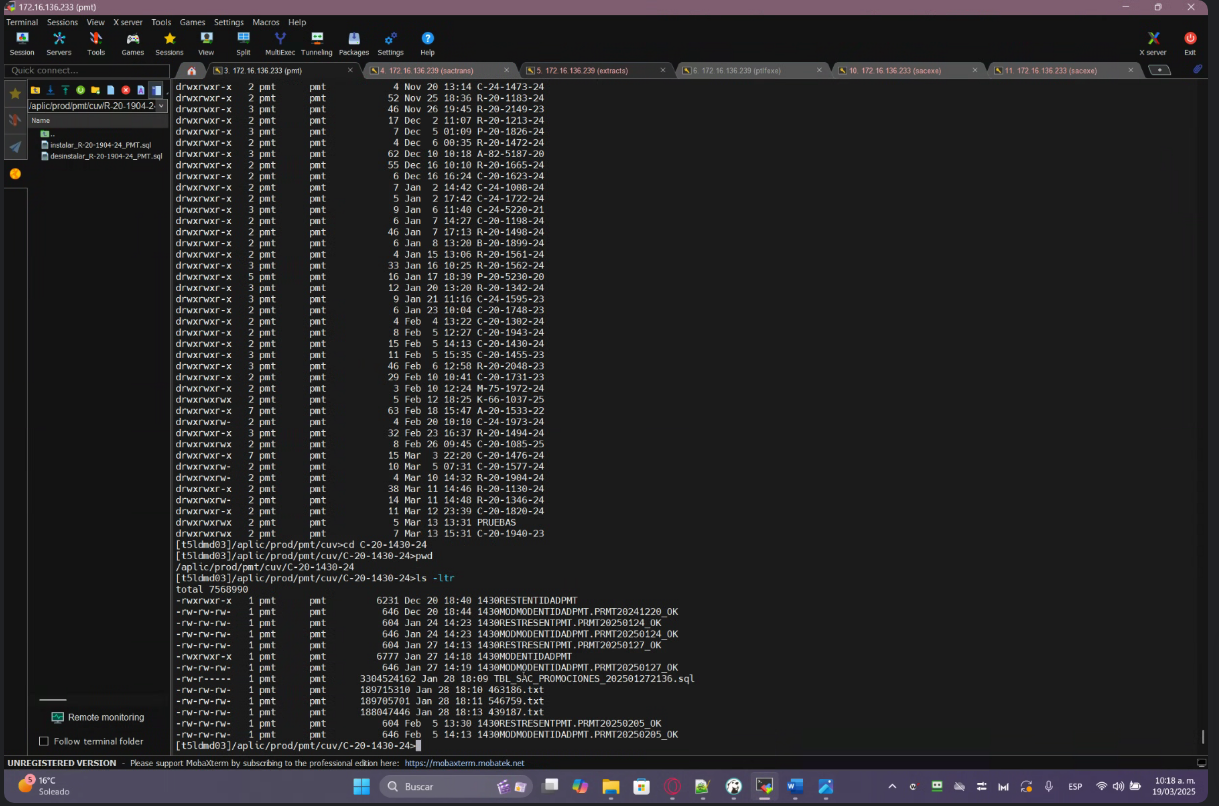 172.16.136.233 (pmt)
Terminal Sessions View X server Tools Games Settings Macros Help
Session Servers Tools Games Sessions View Split MultiExec Tunneling Packages Settings Help X server Exit
Quick connect...
3. 172.16.136.233 (pmt) 4. 172.16.136.239 (sactrans) 5. 172.16.136.239 (extracts) 6. 172.16.136.239 (ptlfexe) 10. 172.16.136.233 (sacexe) 11. 172.16.136.233 (sacexe)
/aplic/prod/pmt/cuv/R-20-1904-2
Name
..
instalar_R-20-1904-24_PMT.sql
desinstalar_R-20-1904-24_PMT.sql
drwxrwxr-x 2 pmt pmt 4 Nov 20 13:14 C-24-1473-24
drwxrwxr-x 2 pmt pmt 52 Nov 25 18:36 R-20-1183-24
drwxrwxr-x 3 pmt pmt 46 Nov 26 19:45 R-20-2149-23
drwxrwxr-x 2 pmt pmt 17 Dec 2 11:07 R-20-1213-24
drwxrwxr-x 3 pmt pmt 7 Dec 5 01:09 P-20-1826-24
drwxrwxr-x 2 pmt pmt 4 Dec 6 00:35 R-20-1472-24
drwxrwxr-x 3 pmt pmt 62 Dec 10 10:18 A-82-5187-20
drwxrwxr-x 2 pmt pmt 55 Dec 16 10:10 R-20-1665-24
drwxrwxr-x 2 pmt pmt 6 Dec 16 16:24 C-20-1623-24
drwxrwxr-x 2 pmt pmt 7 Jan 2 14:42 C-24-1008-24
drwxrwxr-x 2 pmt pmt 5 Jan 2 17:42 C-24-1722-24
drwxrwxr-x 3 pmt pmt 9 Jan 6 11:40 C-24-5220-21
drwxrwxr-x 2 pmt pmt 6 Jan 7 14:27 C-20-1198-24
drwxrwxr-x 2 pmt pmt 46 Jan 7 17:13 R-20-1498-24
drwxrwxr-x 2 pmt pmt 6 Jan 8 13:20 B-20-1899-24
drwxrwxr-x 2 pmt pmt 4 Jan 15 13:06 R-20-1561-24
drwxrwxr-x 3 pmt pmt 33 Jan 16 10:25 R-20-1562-24
drwxrwxr-x 5 pmt pmt 16 Jan 17 18:39 P-20-5230-20
drwxrwxr-x 3 pmt pmt 12 Jan 20 13:20 R-20-1342-24
drwxrwxr-x 3 pmt pmt 9 Jan 21 11:16 C-24-1595-23
drwxrwxr-x 2 pmt pmt 6 Jan 23 10:04 C-20-1748-23
drwxrwxr-x 2 pmt pmt 4 Feb 4 13:22 C-20-1302-24
drwxrwxr-x 2 pmt pmt 8 Feb 5 12:27 C-20-1943-24
drwxrwxr-x 2 pmt pmt 15 Feb 5 14:13 C-20-1430-24
drwxrwxr-x 3 pmt pmt 11 Feb 5 15:35 C-20-1455-23
drwxrwxr-x 3 pmt pmt 46 Feb 6 12:58 R-20-2048-23
drwxrwxr-x 2 pmt pmt 29 Feb 10 10:41 C-20-1731-23
drwxrwxr-x 2 pmt pmt 3 Feb 10 12:24 M-75-1972-24
drwxrwxrwx 2 pmt pmt 5 Feb 12 18:25 K-66-1037-25
drwxrwxr-x 7 pmt pmt 63 Feb 18 15:47 A-20-1533-22
drwxrwxrw- 2 pmt pmt 4 Feb 20 10:10 C-24-1973-24
drwxrwxr-x 3 pmt pmt 32 Feb 23 16:37 R-20-1494-24
drwxrwxrwx 2 pmt pmt 8 Feb 26 09:45 C-20-1085-25
drwxrwxr-x 7 pmt pmt 15 Mar 3 22:20 C-20-1476-24
drwxrwxrw- 2 pmt pmt 10 Mar 5 07:31 C-20-1577-24
drwxrwxrw- 2 pmt pmt 4 Mar 10 14:32 R-20-1904-24
drwxrwxr-x 2 pmt pmt 38 Mar 11 14:46 R-20-1130-24
drwxrwxrw- 2 pmt pmt 14 Mar 11 14:48 R-20-1346-24
drwxrwxr-x 2 pmt pmt 11 Mar 12 23:39 C-20-1820-24
drwxrwxrwx 2 pmt pmt 5 Mar 13 13:31 PRUEBAS
drwxrwxrwx 2 pmt pmt 7 Mar 13 15:31 C-20-1940-23
[t5ldmd03]/aplic/prod/pmt/cuv>cd C-20-1430-24
[t5ldmd03]/aplic/prod/pmt/cuv/C-20-1430-24>pwd
/aplic/prod/pmt/cuv/C-20-1430-24
[t5ldmd03]/aplic/prod/pmt/cuv/C-20-1430-24>ls -ltr
total 7568990
-rwxrwxr-x 1 pmt pmt 6231 Dec 20 18:40 1430RESTENTIDADPMT
-rw-rw-rw- 1 pmt pmt 646 Dec 20 18:44 1430MODMODENTIDADPMT.PRMT20241220_OK
-rw-rw-rw- 1 pmt pmt 604 Jan 24 14:23 1430RESTRESENTPMT.PRMT20250124_OK
-rw-rw-rw- 1 pmt pmt 646 Jan 24 14:23 1430MODMODENTIDADPMT.PRMT20250124_OK
-rw-rw-rw- 1 pmt pmt 604 Jan 27 14:13 1430RESTRESENTPMT.PRMT20250127_OK
-rwxrwxr-x 1 pmt pmt 6777 Jan 27 14:18 1430MODENTIDADPMT
-rw-rw-rw- 1 pmt pmt 646 Jan 27 14:19 1430MODMODENTIDADPMT.PRMT20250127_OK
-rw-r----- 1 pmt pmt 3304524162 Jan 28 18:09 TBL_SAC_PROMOCIONES_202501272136.sql
-rw-rw-rw- 1 pmt pmt 189715310 Jan 28 18:10 463186.txt
-rw-rw-rw- 1 pmt pmt 189705701 Jan 28 18:11 546759.txt
-rw-rw-rw- 1 pmt pmt 188047446 Jan 28 18:13 439187.txt
-rw-rw-rw- 1 pmt pmt 604 Feb 5 13:30 1430RESTRESENTPMT.PRMT20250205_OK
-rw-rw-rw- 1 pmt pmt 646 Feb 5 14:13 1430MODMODENTIDADPMT.PRMT20250205_OK
[t5ldmd03]/aplic/prod/pmt/cuv/C-20-1430-24>
Remote monitoring
Follow terminal folder
UNREGISTERED VERSION - Please support MobaXterm by subscribing to the professional edition here: https://mobaxterm.mobatek.net
5 16°C
Soleado
Buscar
ESP
10:18 a. m.
19/03/2025